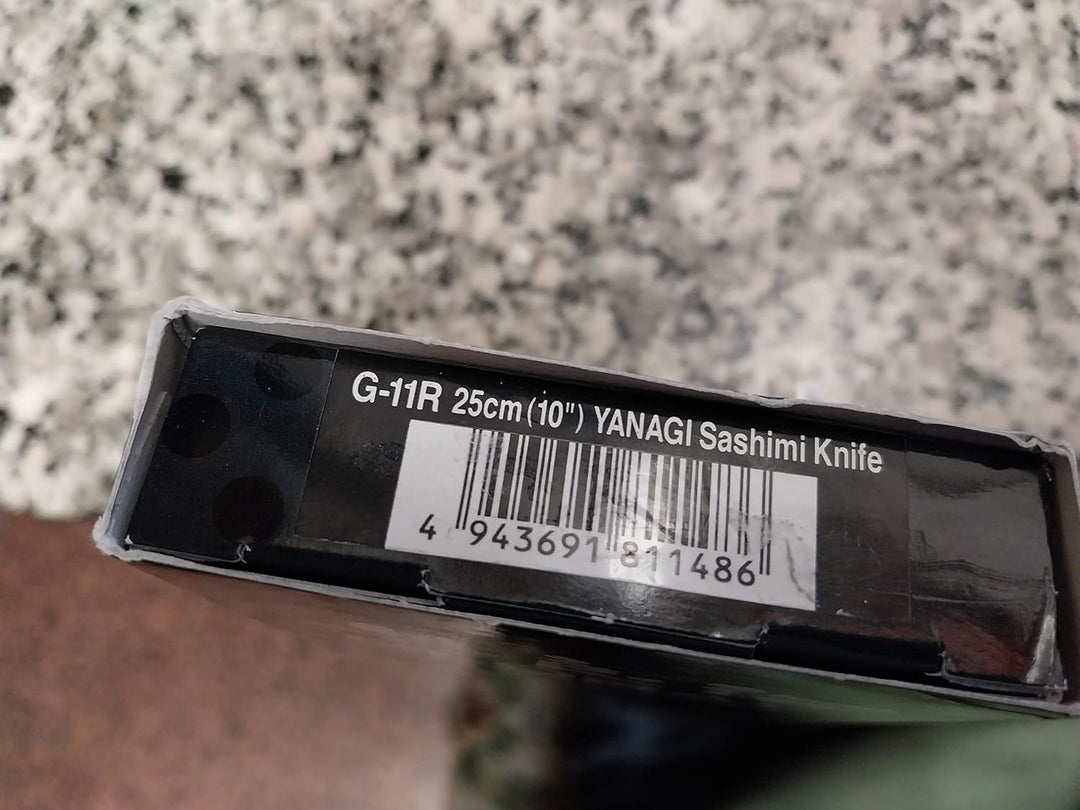 G-11R 25cm (10") YANAGI Sashimi Knife
4 943691 811486